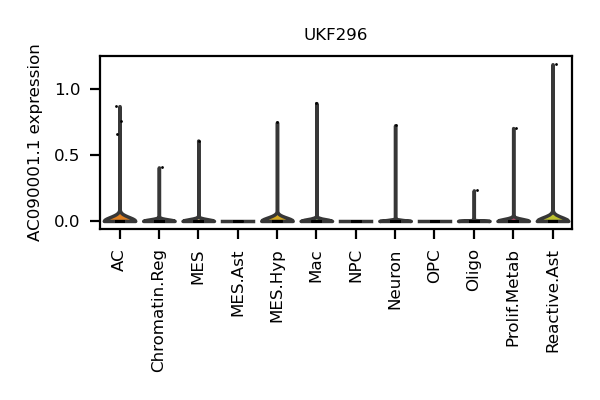 UKF296
AC090001.1 expression
1.0
0.5
0.0
AC
Chromatin.Reg
MES
MES.Ast
MES.Hyp
Mac
NPC
Neuron
OPC
Oligo
Prolif.Metab
Reactive.Ast